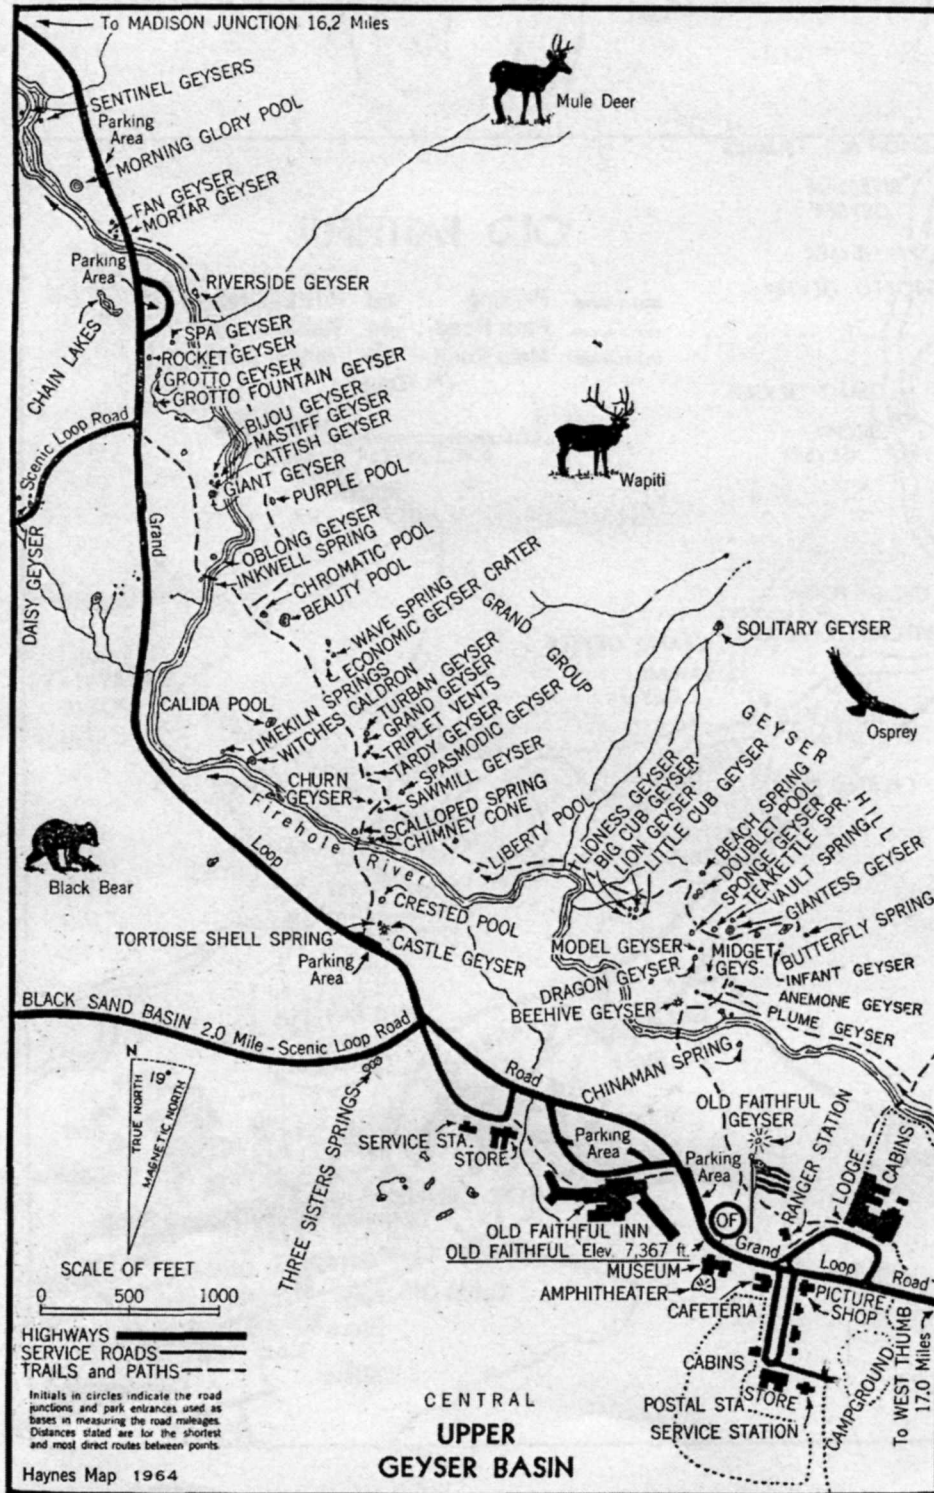 To MADISON JUNCTION 16.2 Miles
SENTINEL GEYSERS
Parking
Area
MORNING GLORY POOL
FAN GEYSER
MORTAR GEYSER
Mule Deer
Parking
Area
RIVERSIDE GEYSER
CHAIN LAKES
SPA GEYSER
ROCKET GEYSER
GROTTO GEYSER
GROTTO FOUNTAIN GEYSER
BIJOU GEYSER
MASTIFF GEYSER
CATFISH GEYSER
GIANT GEYSER
PURPLE POOL
Wapiti
Scenic Loop Road
Grand
DAISY GEYSER
OBLONG GEYSER
INKWELL SPRING
CHROMATIC POOL
BEAUTY POOL
WAVE SPRING
ECONOMIC GEYSER CRATER
GRAND
GROUP
SOLITARY GEYSER
Osprey
CALIDA POOL
LIMEKILN SPRINGS
WITCHES CALDRON
TURBAN GEYSER
GRAND GEYSER
TRIPLET VENTS
TARDY GEYSER
SPASMODIC GEYSER
SAWMILL GEYSER
CHURN
GEYSER
SCALLOPED SPRING
CHIMNEY CONE
LIBERTY POOL
Firehole River
Loop
Black Bear
LIONESS GEYSER
BIG CUB GEYSER
LION GEYSER
LITTLE CUB GEYSER
GEYSER
HILL
BEACH SPRING
DOUBLET POOL
SPONGE GEYSER
TEAKETTLE SPR.
VAULT SPRING
GIANTESS GEYSER
BUTTERFLY SPRING
INFANT GEYSER
CRESTED POOL
TORTOISE SHELL SPRING
CASTLE GEYSER
Parking
Area
MODEL GEYSER
MIDGET
GEYS.
DRAGON GEYSER
ANEMONE GEYSER
BEEHIVE GEYSER
PLUME GEYSER
BLACK SAND BASIN 2.0 Mile-Scenic Loop Road
Road
CHINAMAN SPRING
N
19°
TRUE NORTH
MAGNETIC NORTH
THREE SISTERS SPRINGS
SERVICE STA.
STORE
Parking
Area
OLD FAITHFUL
GEYSER
Parking
Area
RANGER STATION
LODGE
CABINS
OLD FAITHFUL INN
OLD FAITHFUL Elev. 7,367 ft.
OF
Grand
Loop
Road
MUSEUM
AMPHITHEATER
CAFETERIA
PICTURE
SHOP
CABINS
POSTAL STA.
STORE
SERVICE STATION
CAMPGROUND
To WEST THUMB
17.0 Miles
SCALE OF FEET
0 500 1000
HIGHWAYS
SERVICE ROADS
TRAILS and PATHS
Initials in circles indicate the road
junctions and park entrances used as
bases in measuring the road mileages.
Distances stated are for the shortest
and most direct routes between points.
Haynes Map 1964
CENTRAL
UPPER
GEYSER BASIN